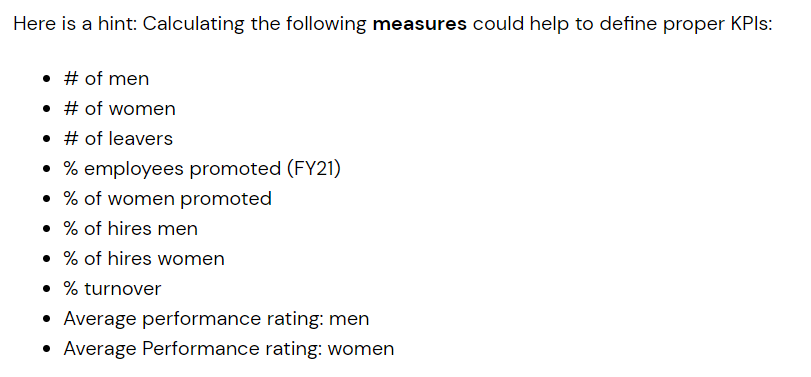 Here is a hint: Calculating the following measures could help to define proper KPIs:
• # of men
• # of women
• # of leavers
• % employees promoted (FY21)
• % of women promoted
• % of hires men
• % of hires women
• % turnover
• Average performance rating: men
• Average Performance rating: women